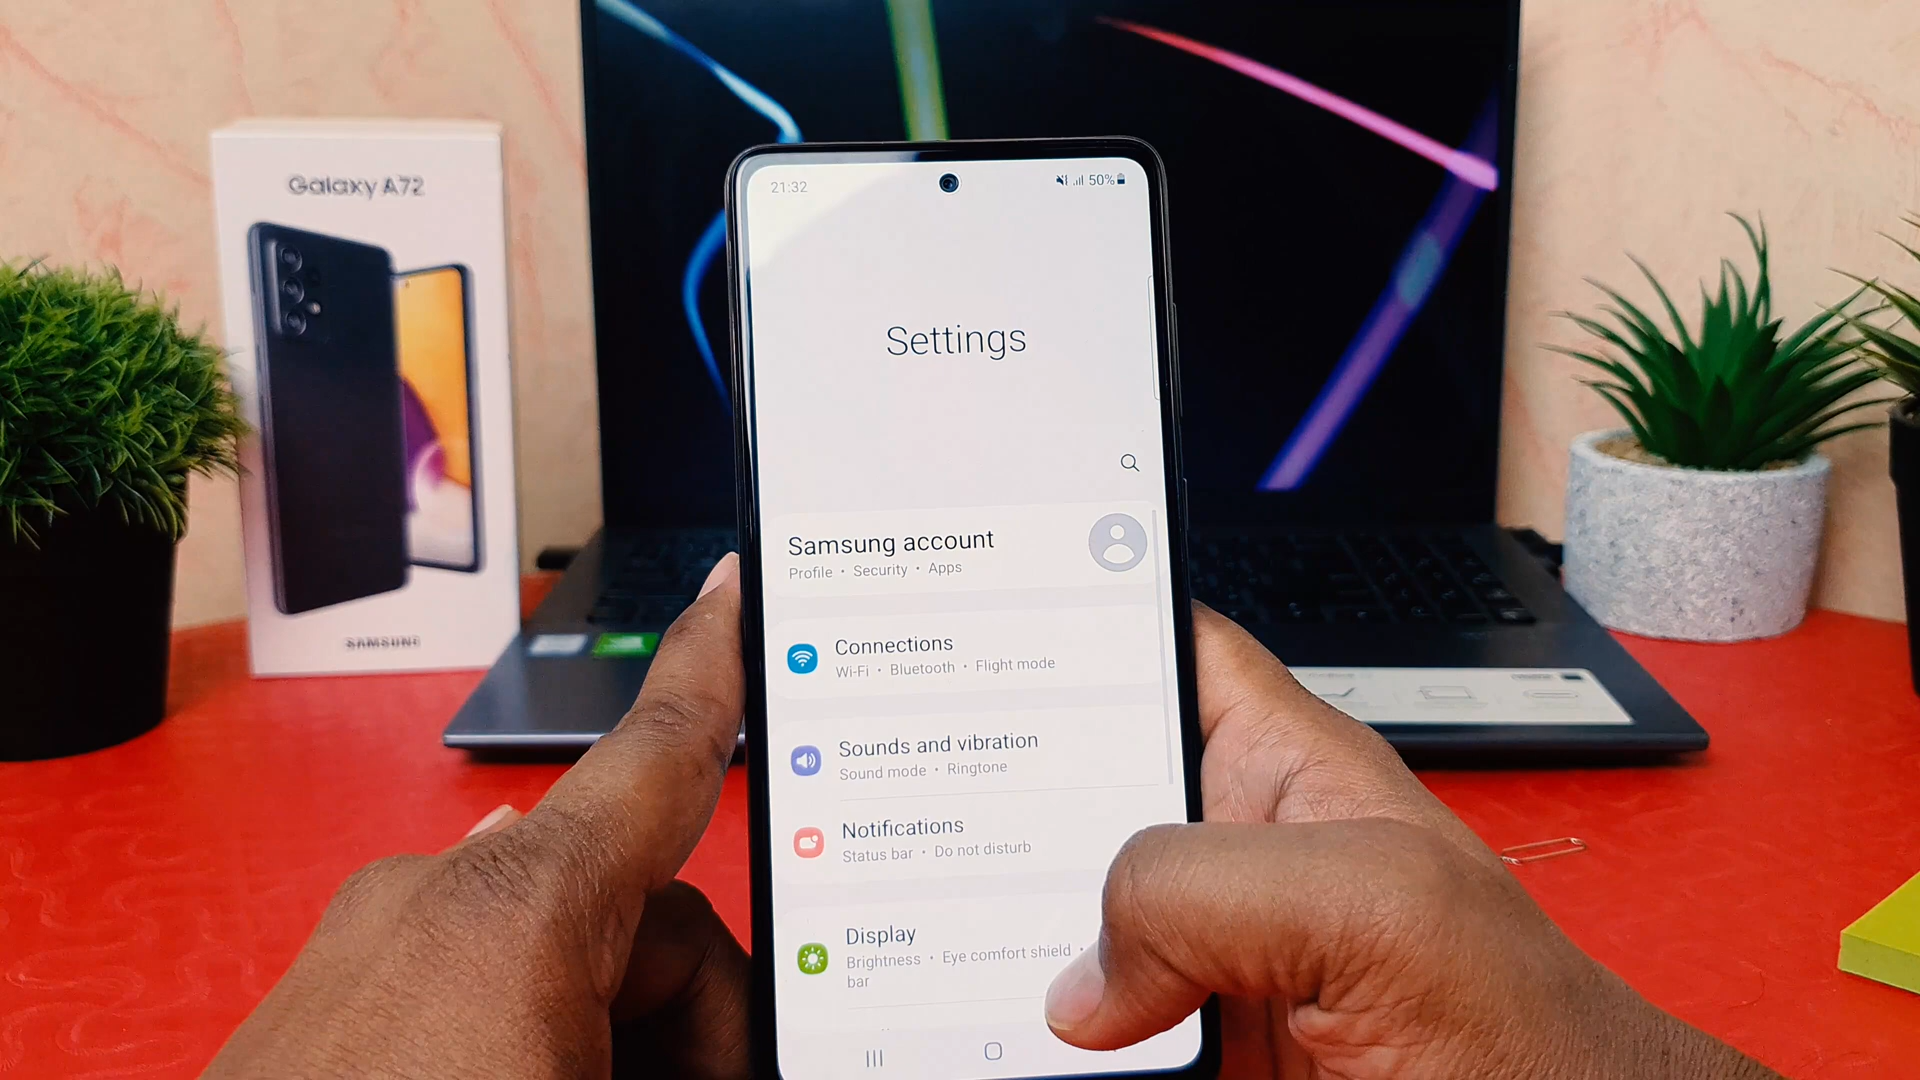 Galaxy A72
SAMSUNG
21:32
50%
Settings
Samsung account
Profile • Security • Apps
Connections
Wi-Fi • Bluetooth • Flight mode
Sounds and vibration
Sound mode • Ringtone
Notifications
Status bar • Do not disturb
Display
Brightness • Eye comfort shield •
bar